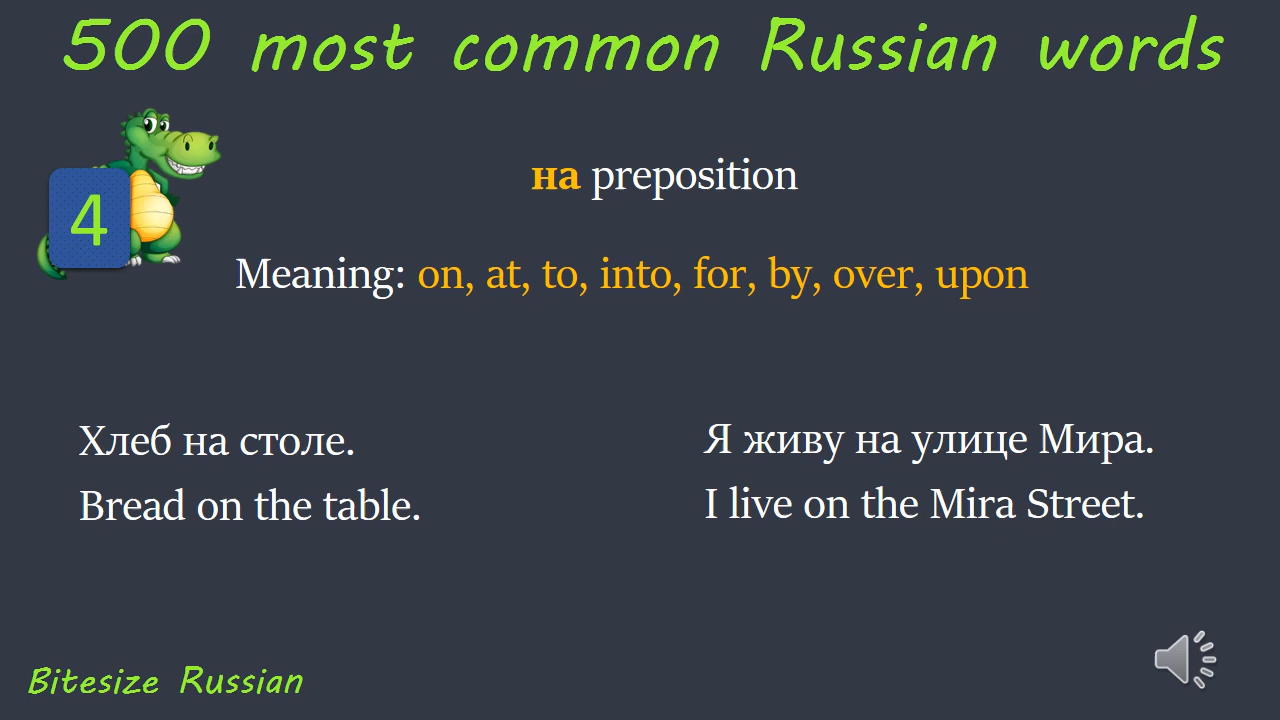 500 most common Russian words
4
на preposition
Meaning: on, at, to, into, for, by, over, upon
Хлеб на столе.
Bread on the table.
Я живу на улице Мира.
I live on the Mira Street.
Bitesize Russian